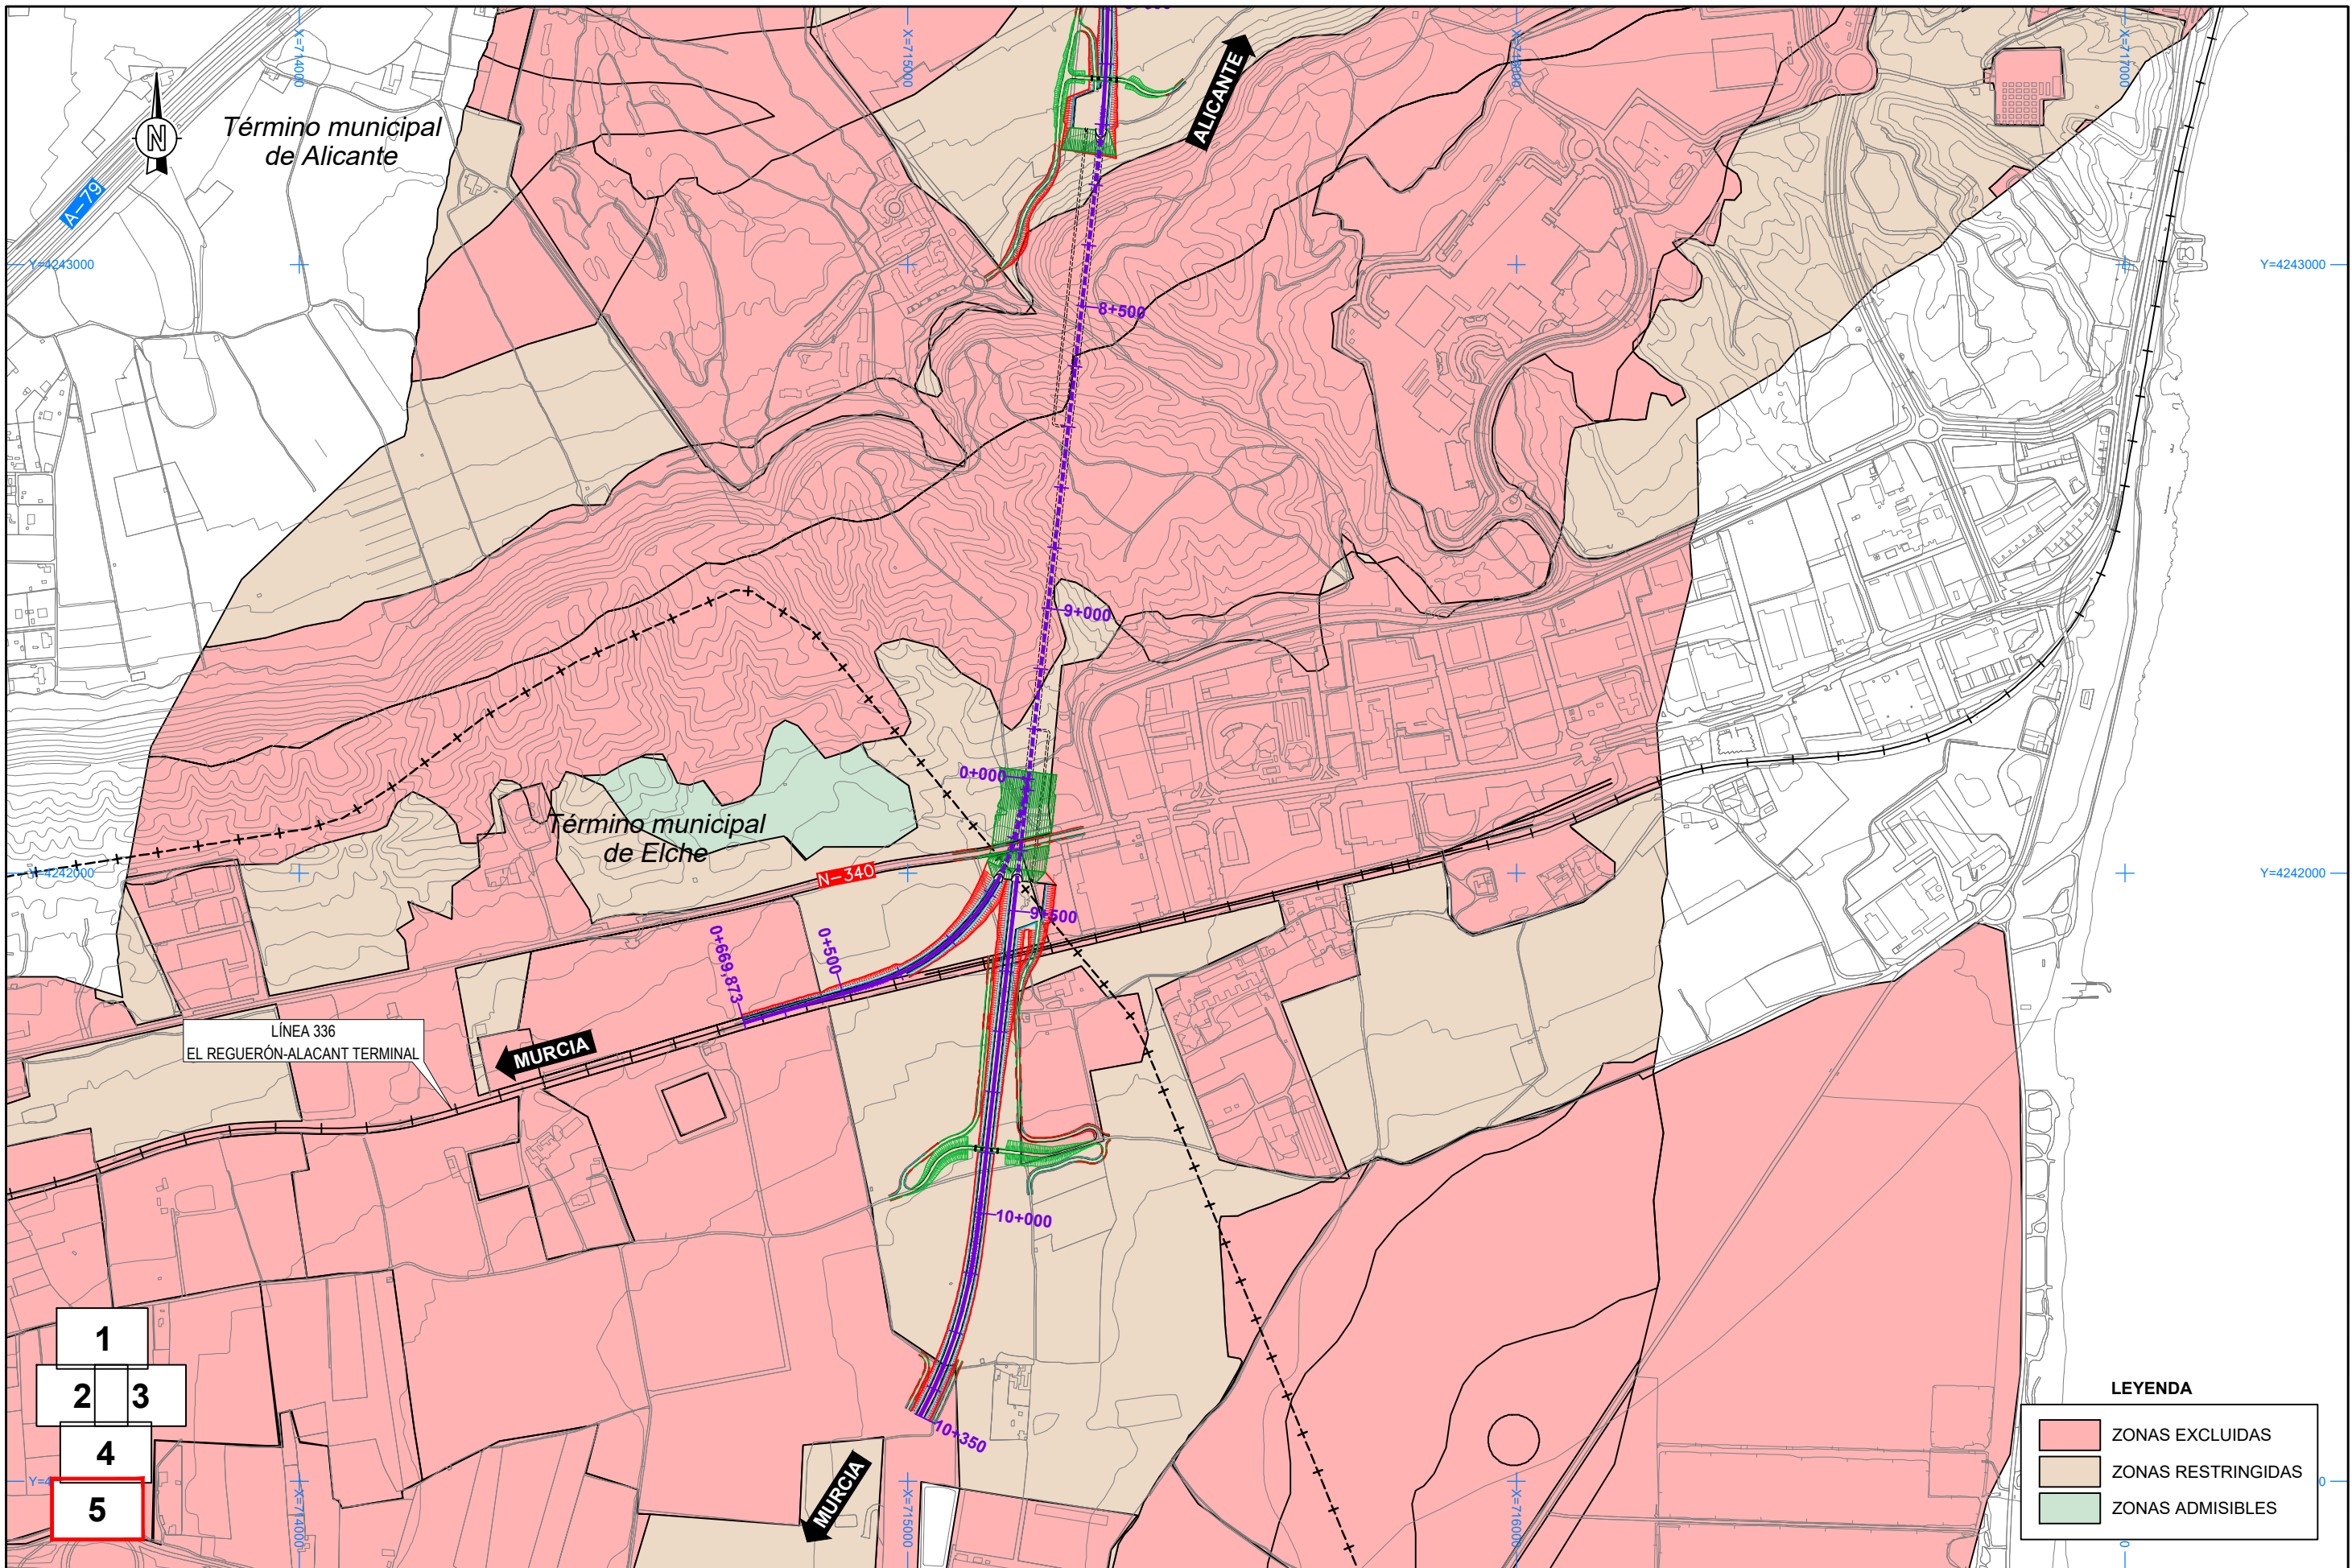 X=714000
X=715000
X=716000
X=717000
ALICANTE
Término municipal
de Alicante
N
A-79
Y=4243000
Y=4243000
8+500
9+000
0+000
Término municipal
de Elche
N-340
Y=4242000
Y=4242000
9+500
0+500
0+669,873
LÍNEA 336
EL REGUERÓN-ALACANT TERMINAL
MURCIA
10+000
10+350
MURCIA
1
2
3
4
5
X=714000
X=715000
X=716000
LEYENDA
ZONAS EXCLUIDAS
ZONAS RESTRINGIDAS
ZONAS ADMISIBLES